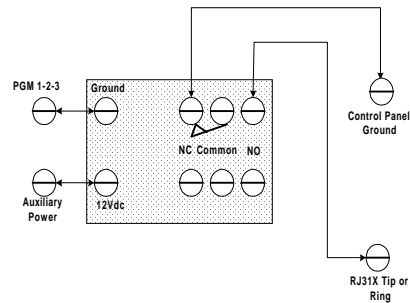 PGM 1-2-3
Ground
Control Panel
Ground
NC Common NO
Auxiliary
Power
12Vdc
RJ31X Tip or
Ring